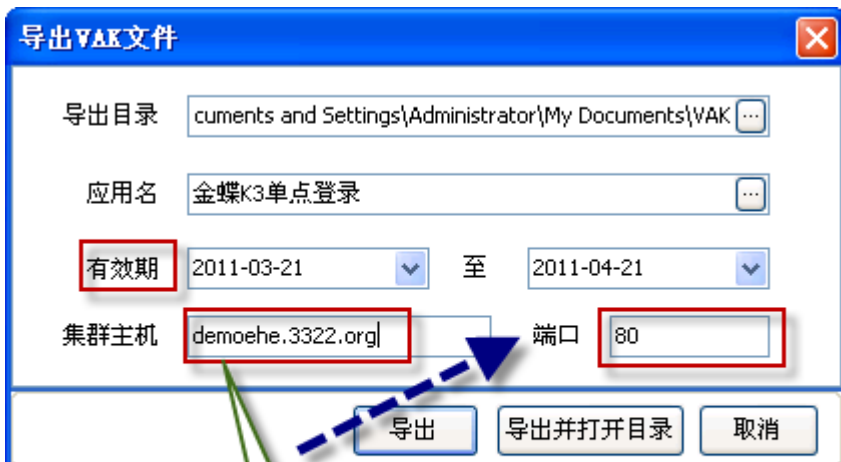 导出VAK文件
导出目录 cuments and Settings\Administrator\My Documents\VAK ...
应用名 金蝶K3单点登录 ...
有效期 2011-03-21 至 2011-04-21
集群主机 demoehe.3322.org 端口 80
导出 导出并打开目录 取消